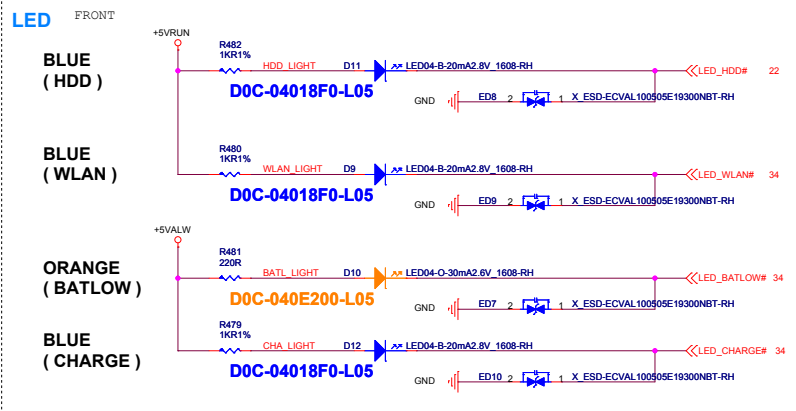 LED FRONT
+5VRUN
BLUE
( HDD )
R482
1KR1%
HDD_LIGHT
D11
LED04-B-20mA2.8V_1608-RH
LED_HDD# 22
D0C-04018F0-L05
GND
ED8 2 1 X_ESD-ECVAL100505E19300NBT-RH
BLUE
( WLAN )
R480
1KR1%
WLAN_LIGHT
D9
LED04-B-20mA2.8V_1608-RH
LED_WLAN# 34
D0C-04018F0-L05
GND
ED9 2 1 X_ESD-ECVAL100505E19300NBT-RH
+5VALW
ORANGE
( BATLOW )
R481
220R
BATL_LIGHT
D10
LED04-O-30mA2.6V_1608-RH
LED_BATLOW# 34
D0C-040E200-L05
GND
ED7 2 1 X_ESD-ECVAL100505E19300NBT-RH
BLUE
( CHARGE )
R479
1KR1%
CHA_LIGHT
D12
LED04-B-20mA2.8V_1608-RH
LED_CHARGE# 34
D0C-04018F0-L05
GND
ED10 2 1 X_ESD-ECVAL100505E19300NBT-RH